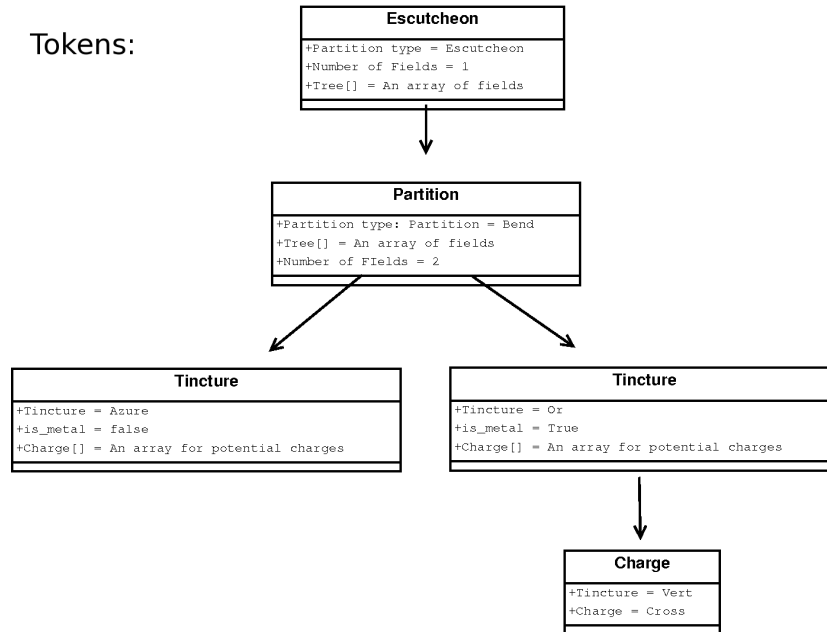 Tokens:
Escutcheon
+Partition type = Escutcheon
+Number of Fields = 1
+Tree[] = An array of fields
Partition
+Partition type: Partition = Bend
+Tree[] = An array of fields
+Number of FIelds = 2
Tincture
+Tincture = Azure
+is_metal = false
+Charge[] = An array for potential charges
Tincture
+Tincture = Or
+is_metal = True
+Charge[] = An array for potential charges
Charge
+Tincture = Vert
+Charge = Cross